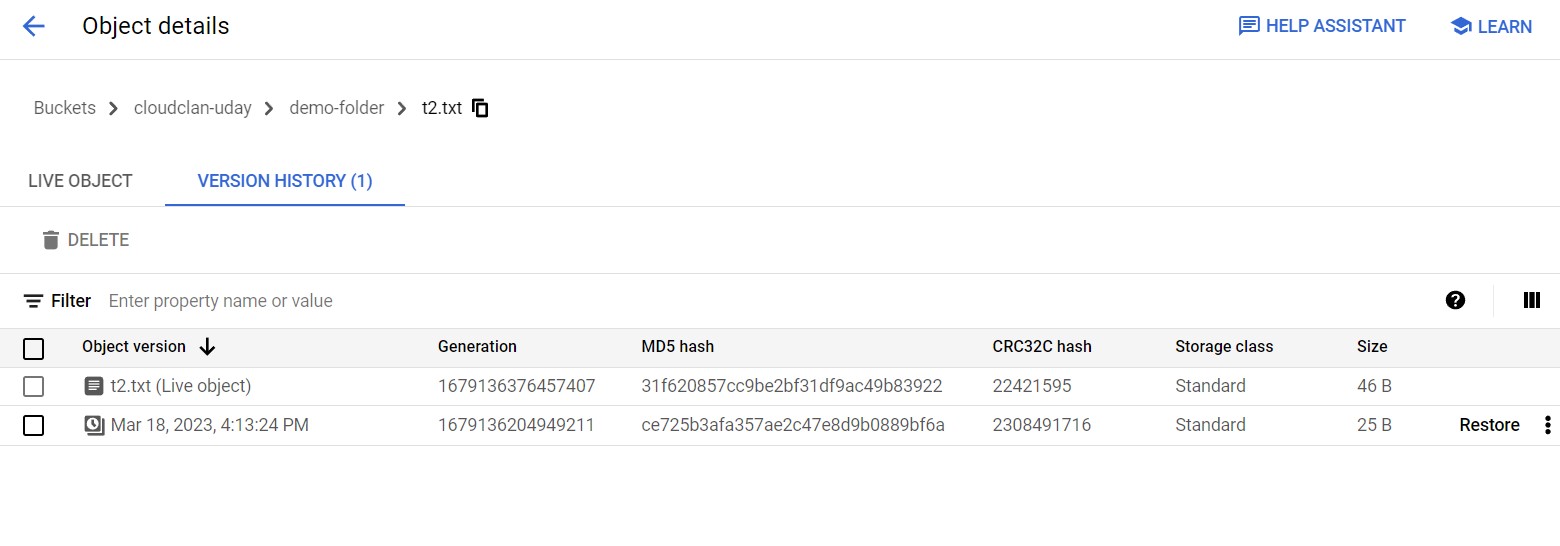 Object details HELP ASSISTANT LEARN
Buckets cloudclan-uday demo-folder t2.txt
LIVE OBJECT VERSION HISTORY (1)
DELETE
Filter Enter property name or value
Object version Generation MD5 hash CRC32C hash Storage class Size
t2.txt (Live object) 1679136376457407 31f620857cc9be2bf31df9ac49b83922 22421595 Standard 46 B
Mar 18, 2023, 4:13:24 PM 1679136204949211 ce725b3afa357ae2c47e8d9b0889bf6a 2308491716 Standard 25 B Restore